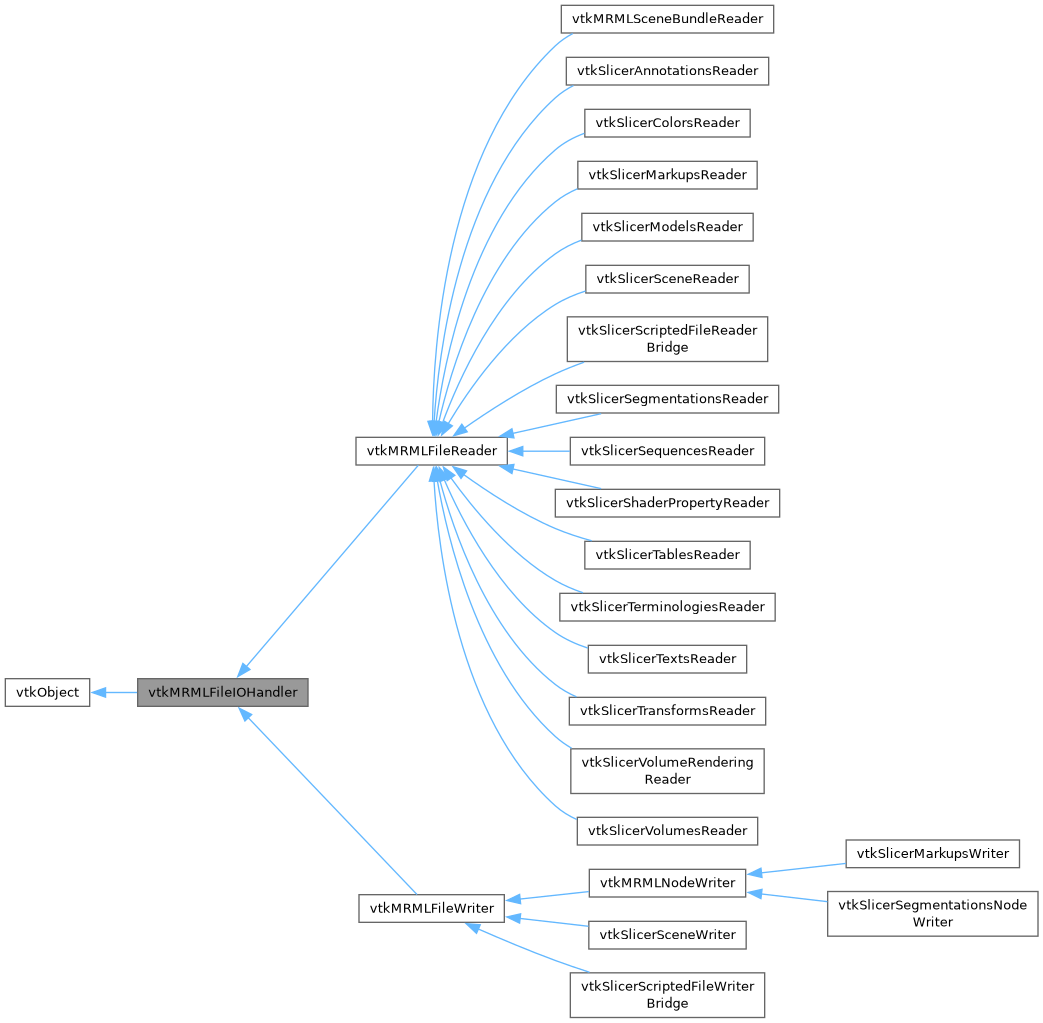 vtkMRMLSceneBundleReader
vtkSlicerAnnotationsReader
vtkSlicerColorsReader
vtkSlicerMarkupsReader
vtkSlicerModelsReader
vtkSlicerSceneReader
vtkSlicerScriptedFileReader
Bridge
vtkSlicerSegmentationsReader
vtkMRMLFileReader
vtkSlicerSequencesReader
vtkSlicerShaderPropertyReader
vtkSlicerTablesReader
vtkSlicerTerminologiesReader
vtkSlicerTextsReader
vtkObject
vtkMRMLFileIOHandler
vtkSlicerTransformsReader
vtkSlicerVolumeRendering
Reader
vtkSlicerVolumesReader
vtkSlicerMarkupsWriter
vtkMRMLNodeWriter
vtkMRMLFileWriter
vtkSlicerSegmentationsNode
Writer
vtkSlicerSceneWriter
vtkSlicerScriptedFileWriter
Bridge